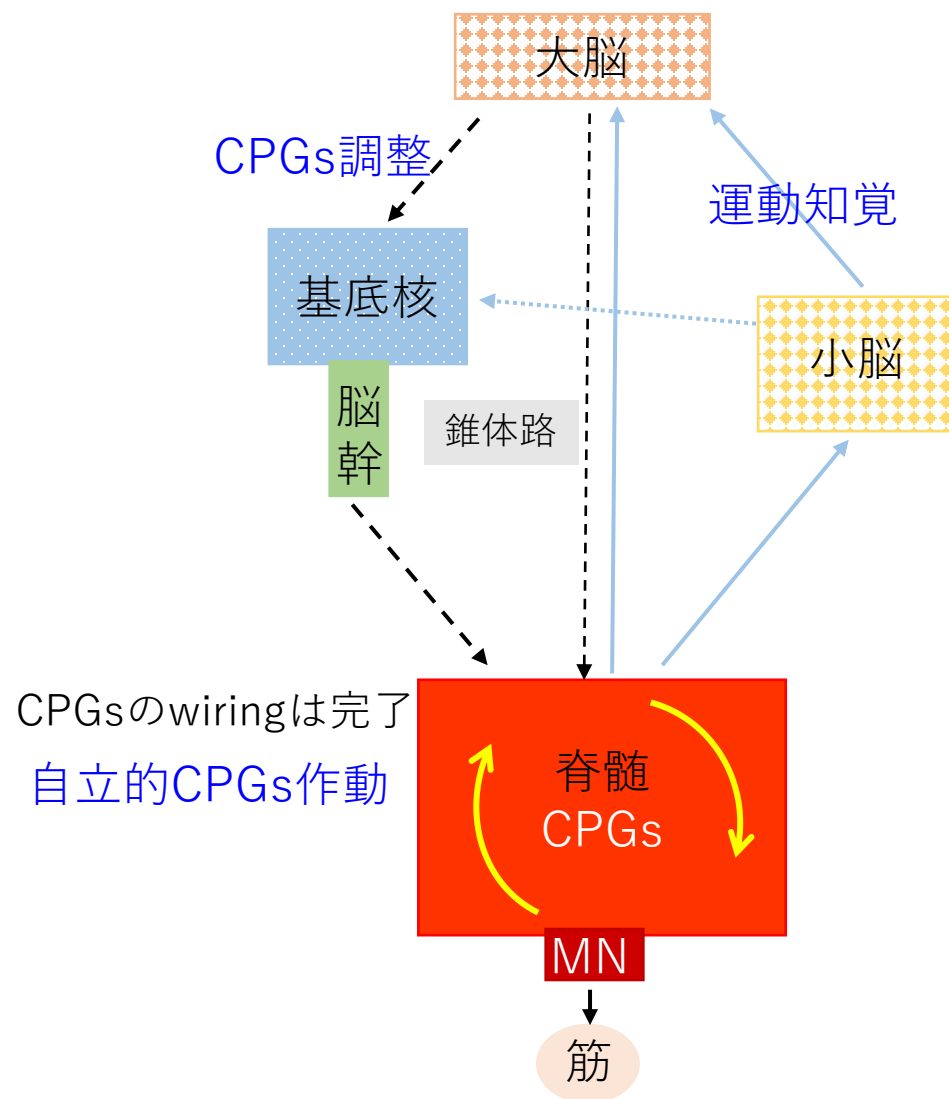 大脳
CPGs調整
運動知覚
基底核
小脳
脳
幹
錐体路
CPGsのwiringは完了
自立的CPGs作動
脊髄
CPGs
MN
筋